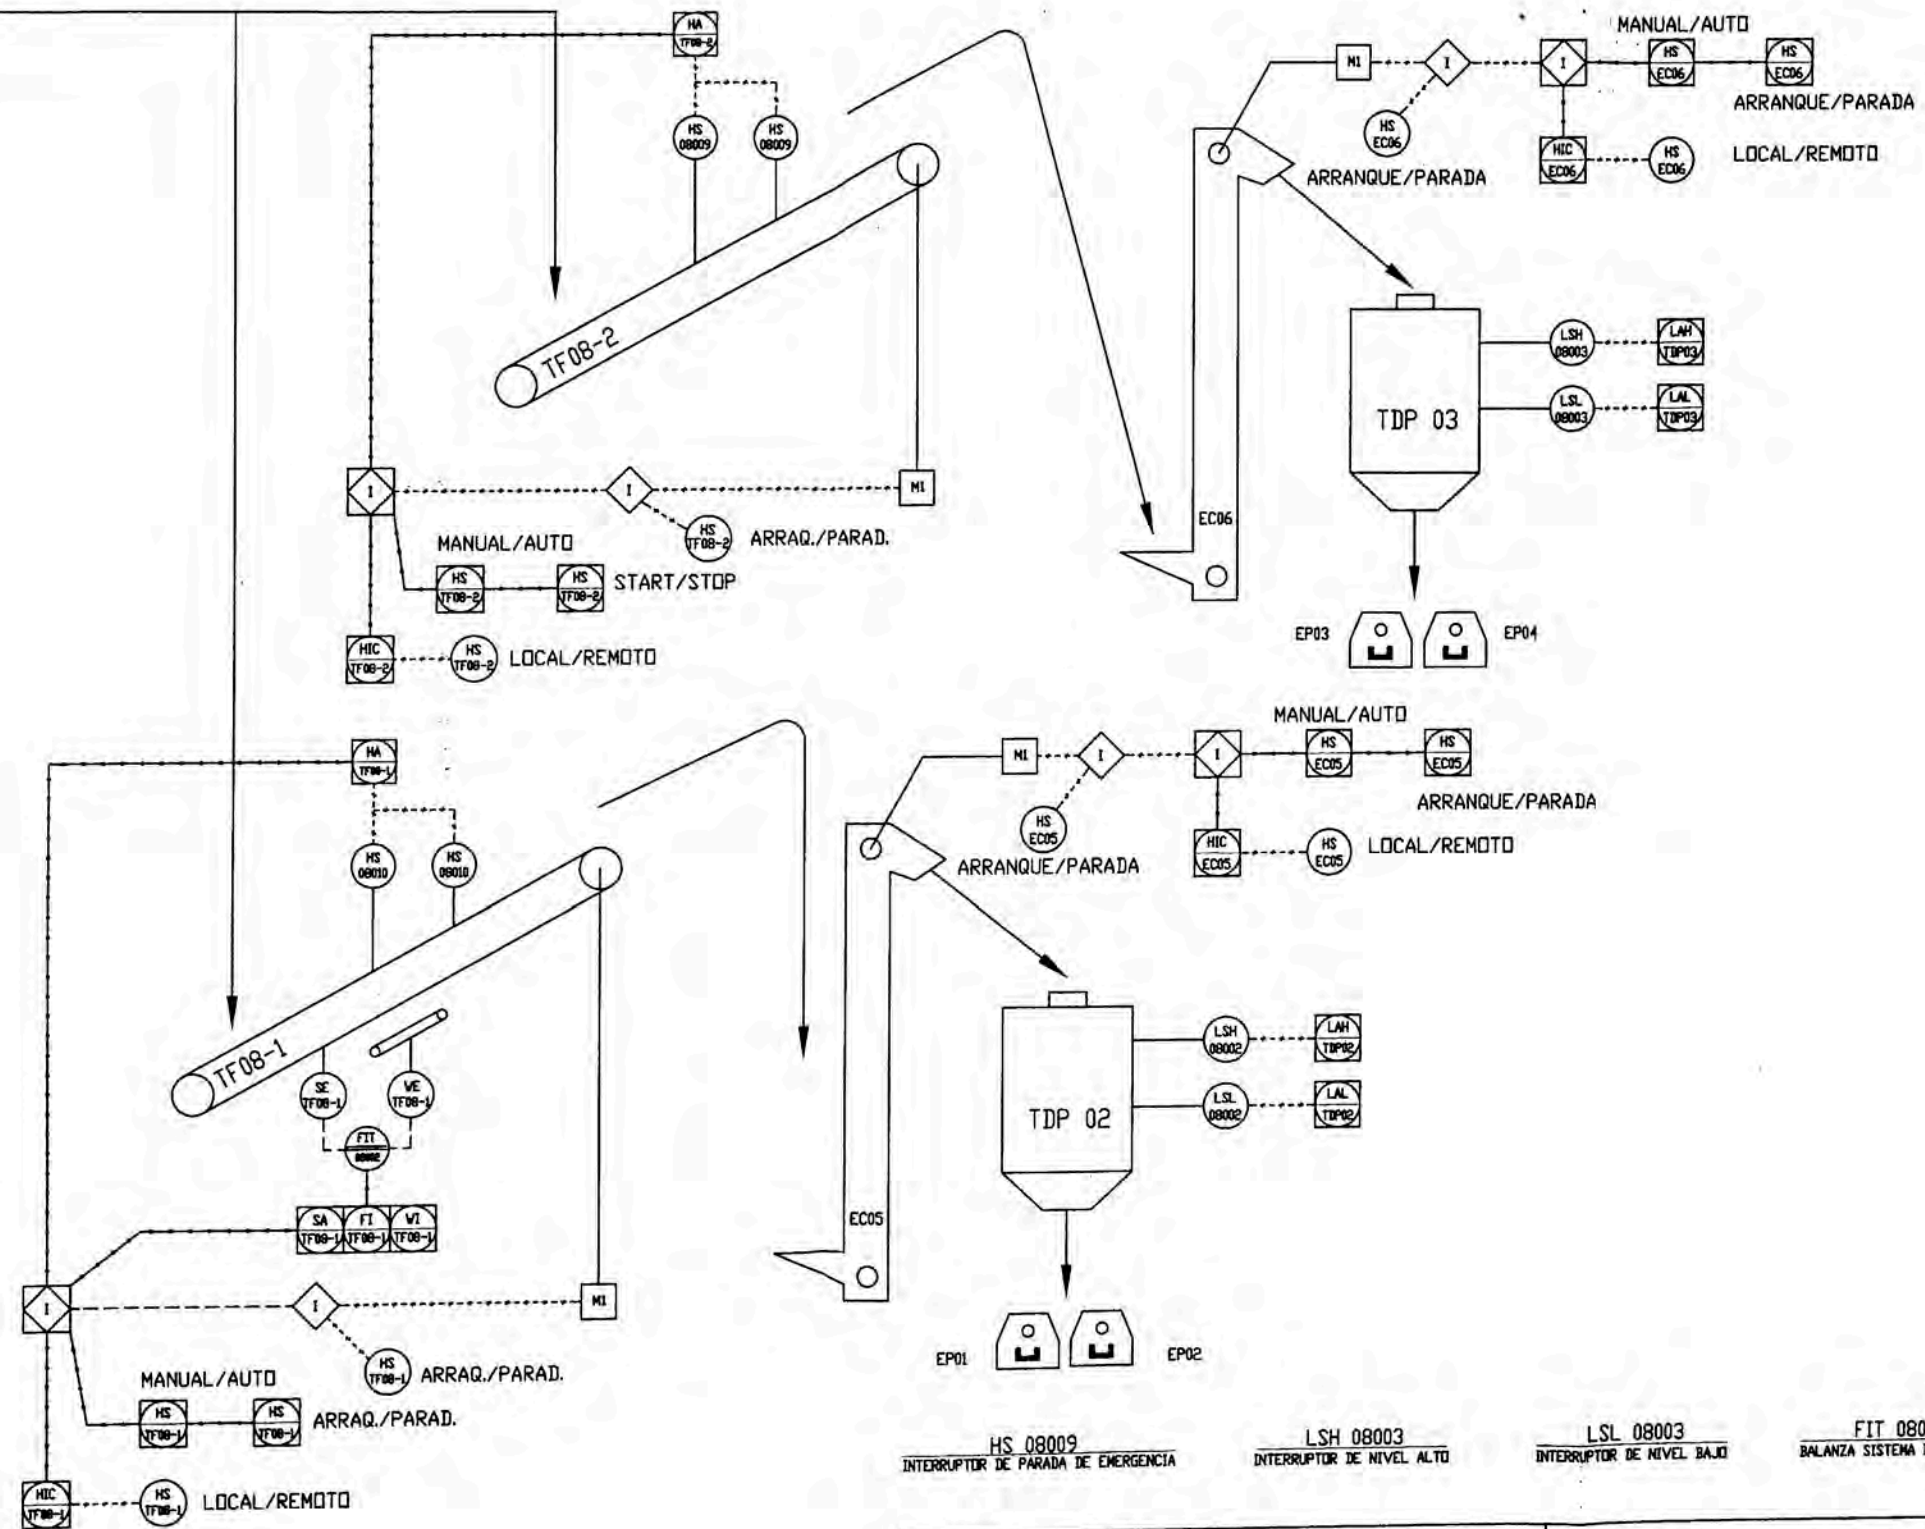 HA
TF08-2
HS
08009
HS
08009
TF08-2
I
I
M1
HS
TF08-2
ARRAQ./PARAD.
MANUAL/AUTO
HS
TF08-2
HS
TF08-2
START/STOP
HIC
TF08-2
HS
TF08-2
LOCAL/REMOTO
MANUAL/AUTO
M1
I
I
HS
EC06
HS
EC06
ARRANQUE/PARADA
HS
EC06
ARRANQUE/PARADA
HIC
EC06
HS
EC06
LOCAL/REMOTO
EC06
LSH
08003
LAH
TDP03
LSL
08003
LAL
TDP03
TDP 03
EP03
EP04
HA
TF08-1
HS
08010
HS
08010
TF08-1
SE
TF08-1
WE
TF08-1
FIT
08002
SA
TF08-1
FI
TF08-1
WI
TF08-1
I
I
M1
HS
TF08-1
ARRAQ./PARAD.
MANUAL/AUTO
HS
TF08-1
HS
TF08-1
ARRAQ./PARAD.
HIC
TF08-1
HS
TF08-1
LOCAL/REMOTO
MANUAL/AUTO
M1
I
I
HS
EC05
HS
EC05
ARRANQUE/PARADA
HS
EC05
ARRANQUE/PARADA
HIC
EC05
HS
EC05
LOCAL/REMOTO
EC05
LSH
08002
LAH
TDP02
LSL
08002
LAL
TDP02
TDP 02
EP01
EP02
HS 08009
INTERRUPTOR DE PARADA DE EMERGENCIA
LSH 08003
INTERRUPTOR DE NIVEL ALTO
LSL 08003
INTERRUPTOR DE NIVEL BAJO
FIT 080
BALANZA SISTEMA